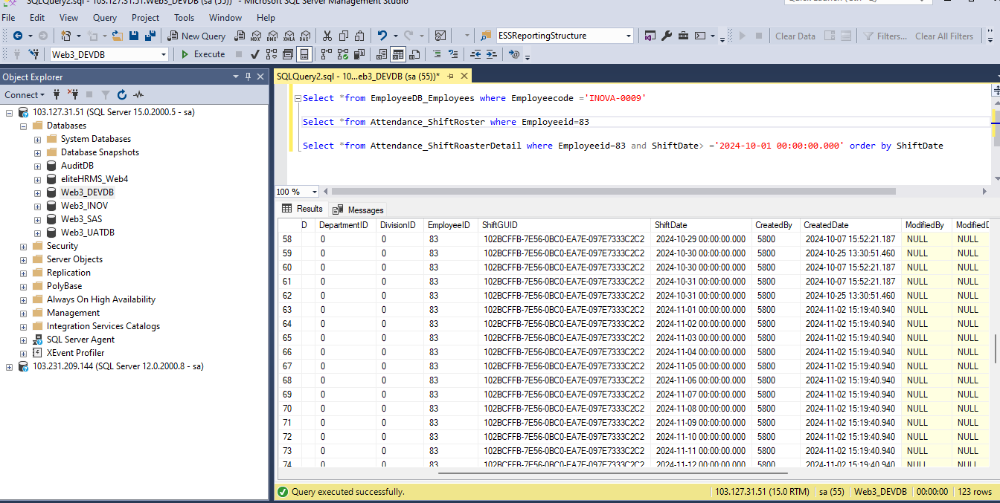 SQLQuery2.sql - 103.127.31.51.Web3_DEVDB (sa (55))* - Microsoft SQL Server Management Studio
File Edit View Query Project Tools Window Help
New Query MDX DMX XMLA DAX ESSReportingStructure Clear Data Filters... Clear All Filters
Web3_DEVDB Execute
Object Explorer
Connect
103.127.31.51 (SQL Server 15.0.2000.5 - sa)
Databases
System Databases
Database Snapshots
AuditDB
eliteHRMS_Web4
Web3_DEVDB
Web3_INOV
Web3_SAS
Web3_UATDB
Security
Server Objects
Replication
PolyBase
Always On High Availability
Management
Integration Services Catalogs
SQL Server Agent
XEvent Profiler
103.231.209.144 (SQL Server 12.0.2000.8 - sa)
SQLQuery2.sql - 10...eb3_DEVDB (sa (55))*
Select *from EmployeeDB_Employees where Employeecode ='INOVA-0009'
Select *from Attendance_ShiftRoster where Employeeid=83
Select *from Attendance_ShiftRoasterDetail where Employeeid=83 and ShiftDate> ='2024-10-01 00:00:00.000' order by ShiftDate
100 %
Results Messages
D DepartmentID DivisionID EmployeeID ShiftGUID ShiftDate CreatedBy CreatedDate ModifiedBy ModifiedD
58 0 0 83 102BCFFB-7E56-0BC0-EA7E-097E7333C2C2 2024-10-29 00:00:00.000 5800 2024-10-07 15:52:21.187 NULL NULL
59 0 0 83 102BCFFB-7E56-0BC0-EA7E-097E7333C2C2 2024-10-30 00:00:00.000 5800 2024-10-25 13:30:51.460 NULL NULL
60 0 0 83 102BCFFB-7E56-0BC0-EA7E-097E7333C2C2 2024-10-30 00:00:00.000 5800 2024-10-07 15:52:21.187 NULL NULL
61 0 0 83 102BCFFB-7E56-0BC0-EA7E-097E7333C2C2 2024-10-31 00:00:00.000 5800 2024-10-07 15:52:21.187 NULL NULL
62 0 0 83 102BCFFB-7E56-0BC0-EA7E-097E7333C2C2 2024-10-31 00:00:00.000 5800 2024-10-25 13:30:51.460 NULL NULL
63 0 0 83 102BCFFB-7E56-0BC0-EA7E-097E7333C2C2 2024-11-01 00:00:00.000 5800 2024-11-02 15:19:40.940 NULL NULL
64 0 0 83 102BCFFB-7E56-0BC0-EA7E-097E7333C2C2 2024-11-02 00:00:00.000 5800 2024-11-02 15:19:40.940 NULL NULL
65 0 0 83 102BCFFB-7E56-0BC0-EA7E-097E7333C2C2 2024-11-03 00:00:00.000 5800 2024-11-02 15:19:40.940 NULL NULL
66 0 0 83 102BCFFB-7E56-0BC0-EA7E-097E7333C2C2 2024-11-04 00:00:00.000 5800 2024-11-02 15:19:40.940 NULL NULL
67 0 0 83 102BCFFB-7E56-0BC0-EA7E-097E7333C2C2 2024-11-05 00:00:00.000 5800 2024-11-02 15:19:40.940 NULL NULL
68 0 0 83 102BCFFB-7E56-0BC0-EA7E-097E7333C2C2 2024-11-06 00:00:00.000 5800 2024-11-02 15:19:40.940 NULL NULL
69 0 0 83 102BCFFB-7E56-0BC0-EA7E-097E7333C2C2 2024-11-07 00:00:00.000 5800 2024-11-02 15:19:40.940 NULL NULL
70 0 0 83 102BCFFB-7E56-0BC0-EA7E-097E7333C2C2 2024-11-08 00:00:00.000 5800 2024-11-02 15:19:40.940 NULL NULL
71 0 0 83 102BCFFB-7E56-0BC0-EA7E-097E7333C2C2 2024-11-09 00:00:00.000 5800 2024-11-02 15:19:40.940 NULL NULL
72 0 0 83 102BCFFB-7E56-0BC0-EA7E-097E7333C2C2 2024-11-10 00:00:00.000 5800 2024-11-02 15:19:40.940 NULL NULL
73 0 0 83 102BCFFB-7E56-0BC0-EA7E-097E7333C2C2 2024-11-11 00:00:00.000 5800 2024-11-02 15:19:40.940 NULL NULL
74 0 0 83 102BCFFB-7E56-0BC0-EA7E-097E7333C2C2 2024-11-12 00:00:00.000 5800 2024-11-02 15:19:40.940 NULL NULL
Query executed successfully. 103.127.31.51 (15.0 RTM) sa (55) Web3_DEVDB 00:00:00 123 rows